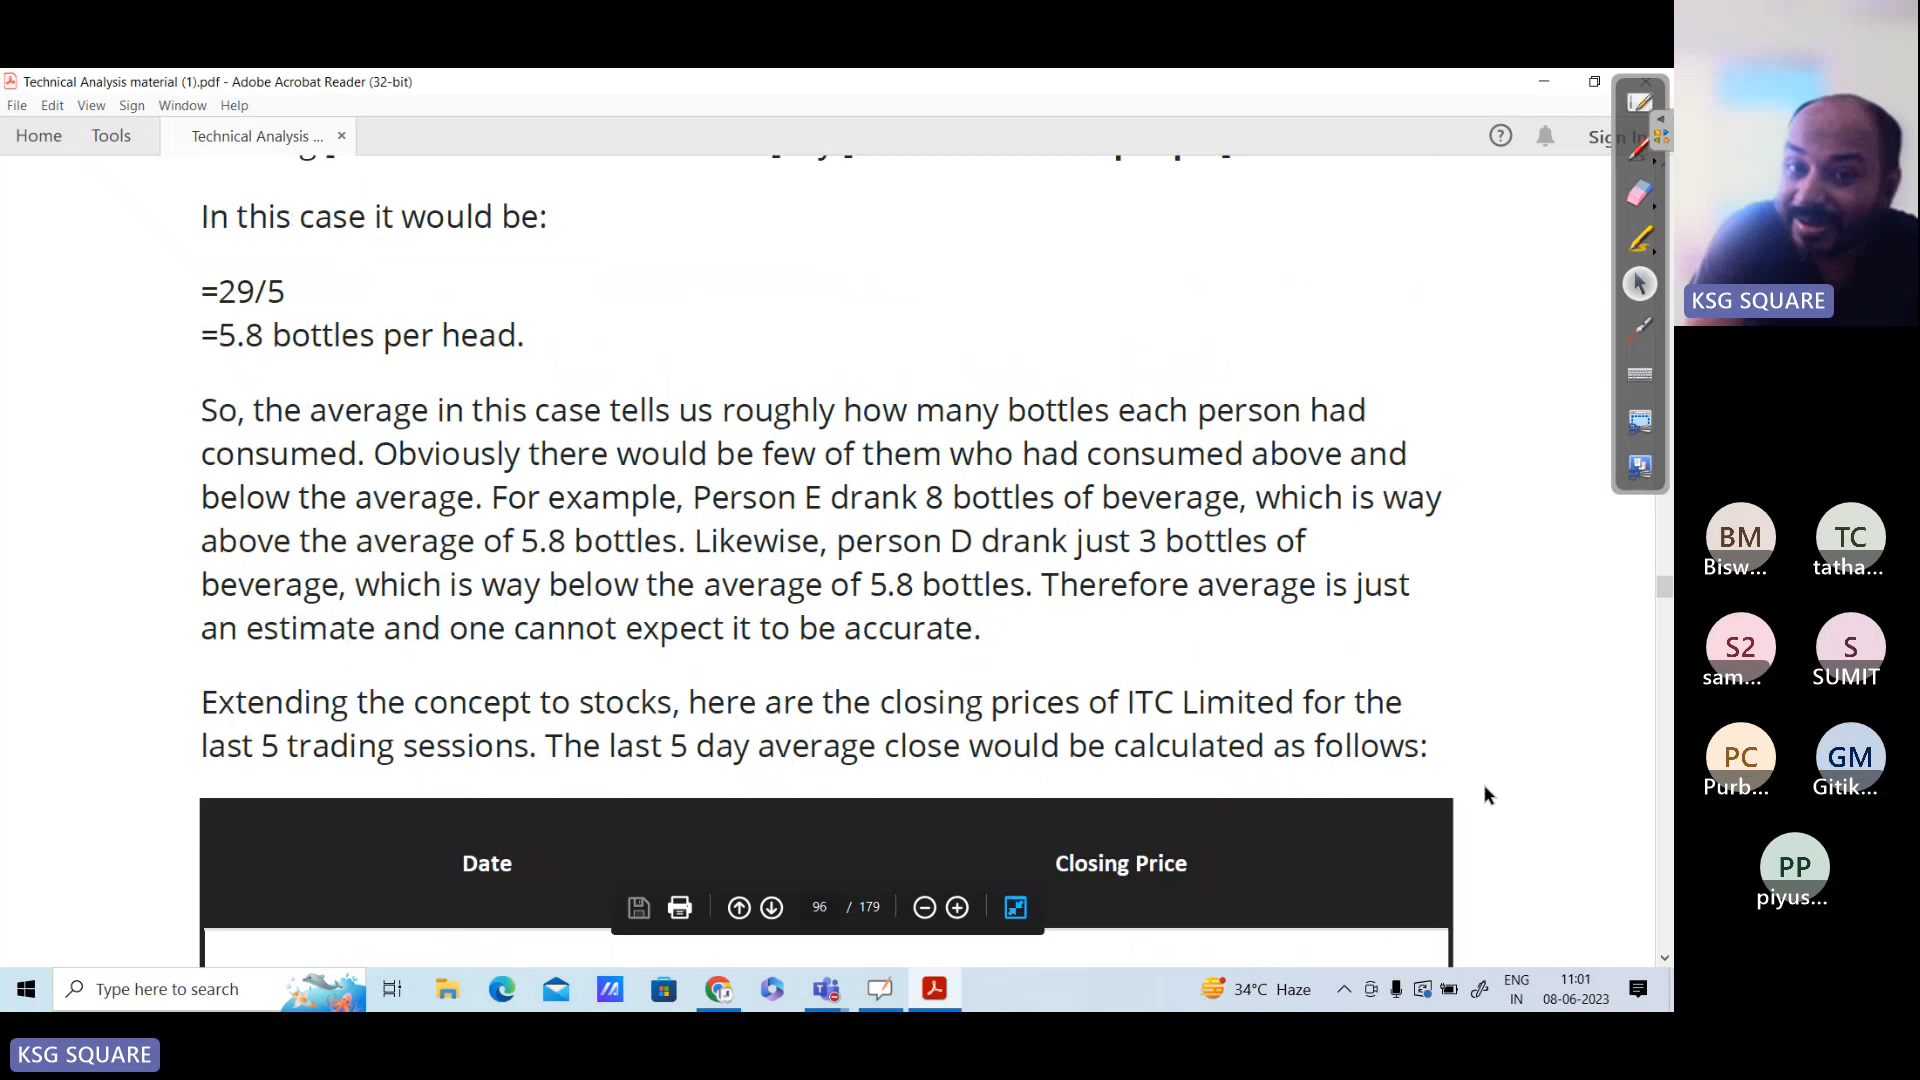 Technical Analysis material (1).pdf - Adobe Acrobat Reader (32-bit)
File Edit View Sign Window Help
Home Tools Technical Analysis ... × Sign In
In this case it would be:
=29/5
=5.8 bottles per head.
So, the average in this case tells us roughly how many bottles each person had
consumed. Obviously there would be few of them who had consumed above and
below the average. For example, Person E drank 8 bottles of beverage, which is way
above the average of 5.8 bottles. Likewise, person D drank just 3 bottles of
beverage, which is way below the average of 5.8 bottles. Therefore average is just
an estimate and one cannot expect it to be accurate.
Extending the concept to stocks, here are the closing prices of ITC Limited for the
last 5 trading sessions. The last 5 day average close would be calculated as follows:
Date Closing Price
96 / 179
Type here to search
34°C Haze
ENG
IN
11:01
08-06-2023
KSG SQUARE
BM TC
Bisw... tatha...
S2 S
sam... SUMIT
PC GM
Purb... Gitik...
PP
piyus...
KSG SQUARE